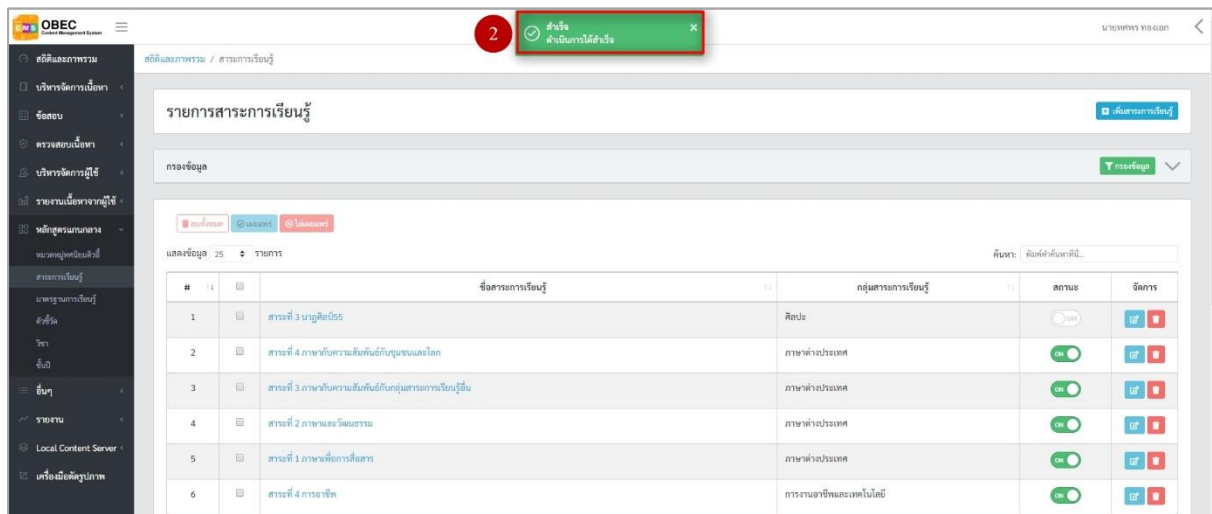 CMS OBEC
Content Management System
2
สำเร็จ
ดำเนินการได้สำเร็จ
×
นายทศพร ทองเอก
สถิติและภาพรวม
บริหารจัดการเนื้อหา
ข้อสอบ
ตรวจสอบเนื้อหา
บริหารจัดการผู้ใช้
รายงานเนื้อหาจากผู้ใช้
หลักสูตรแกนกลาง
หมวดหมู่ทศนิยมดิวอี้
สาระการเรียนรู้
มาตรฐานการเรียนรู้
ตัวชี้วัด
วิชา
ชั้นปี
อื่นๆ
รายงาน
Local Content Server
เครื่องมือตัดรูปภาพ
สถิติและภาพรวม / สาระการเรียนรู้
รายการสาระการเรียนรู้
เพิ่มสาระการเรียนรู้
กรองข้อมูล
กรองข้อมูล
ลบทั้งหมด เผยแพร่ ไม่เผยแพร่
แสดงข้อมูล 25 รายการ
ค้นหา: พิมพ์คำค้นหาที่นี่...
# ชื่อสาระการเรียนรู้ กลุ่มสาระการเรียนรู้ สถานะ จัดการ
1 สาระที่ 3 นาฏศิลป์55 ศิลปะ OFF
2 สาระที่ 4 ภาษากับความสัมพันธ์กับชุมชนและโลก ภาษาต่างประเทศ ON
3 สาระที่ 3 ภาษากับความสัมพันธ์กับกลุ่มสาระการเรียนรู้อื่น ภาษาต่างประเทศ ON
4 สาระที่ 2 ภาษาและวัฒนธรรม ภาษาต่างประเทศ ON
5 สาระที่ 1 ภาษาเพื่อการสื่อสาร ภาษาต่างประเทศ ON
6 สาระที่ 4 การอาชีพ การงานอาชีพและเทคโนโลยี ON